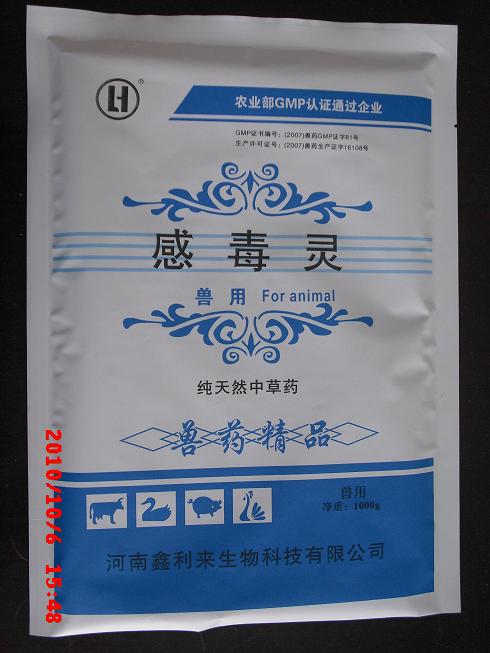 LH®
农业部GMP认证通过企业
GMP证书编号：(2007)兽药GMP证字81号
生产许可证号：(2007)兽药生产证字16108号
感毒灵
兽用 For animal
纯天然中草药
兽药精品
兽用
净重：1000g
河南鑫利来生物科技有限公司
2010/10/6 15:48